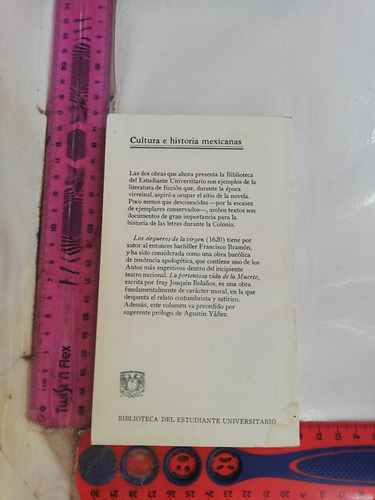 Cultura e historia mexicanas
Las dos obras que ahora presenta la Biblioteca
del Estudiante Universitario son ejemplos de la
literatura de ficción que, durante la época
virreinal, aspiró a ocupar el sitio de la novela.
Poco menos que desconocidas —por la escasez
de ejemplares conservados—, ambos textos son
documentos de gran importancia para la
historia de las letras durante la Colonia.
Los sirgueros de la virgen (1620) tiene por
autor al entonces bachiller Francisco Bramón,
y ha sido considerada como una obra bucólica
de tendencia apologética, que contiene uno de los
Autos más sugestivos dentro del incipiente
teatro nacional. La portentosa vida de la Muerte,
escrita por fray Joaquín Bolaños, es una obra
fundamentalmente de carácter moral, en la que
despunta el relato costumbrista y satírico.
Además, este volumen va precedido por
sugerente prólogo de Agustín Yáñez.
BIBLIOTECA DEL ESTUDIANTE UNIVERSITARIO
Twist n flex